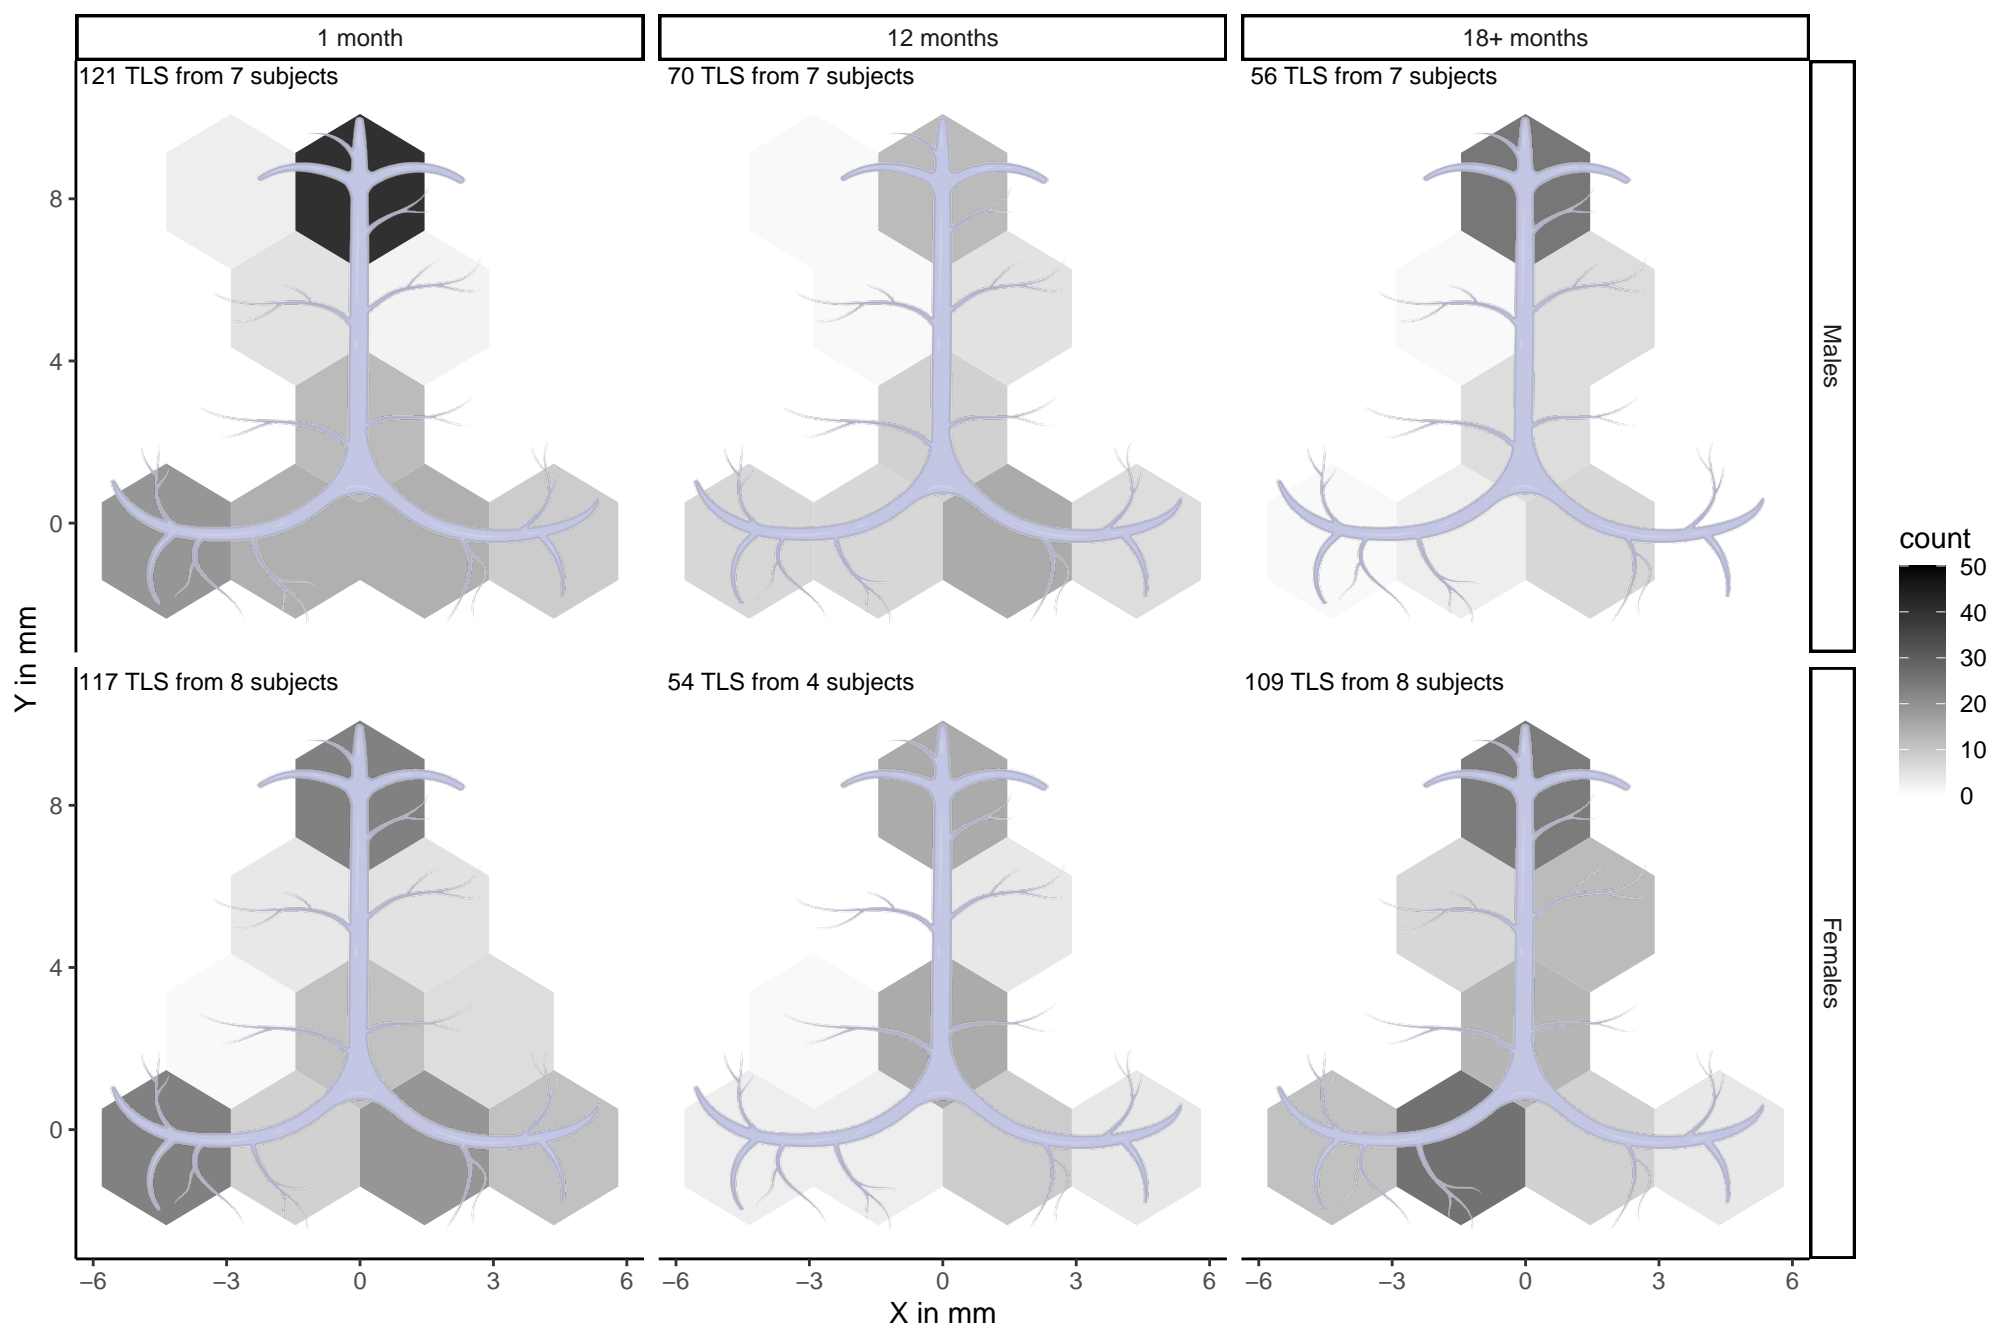 1 month
12 months
18+ months
121 TLS from 7 subjects
70 TLS from 7 subjects
56 TLS from 7 subjects
8
4
0
Males
117 TLS from 8 subjects
54 TLS from 4 subjects
109 TLS from 8 subjects
8
4
0
Females
Y in mm
−6
−3
0
3
6
−6
−3
0
3
6
−6
−3
0
3
6
X in mm
count
50
40
30
20
10
0